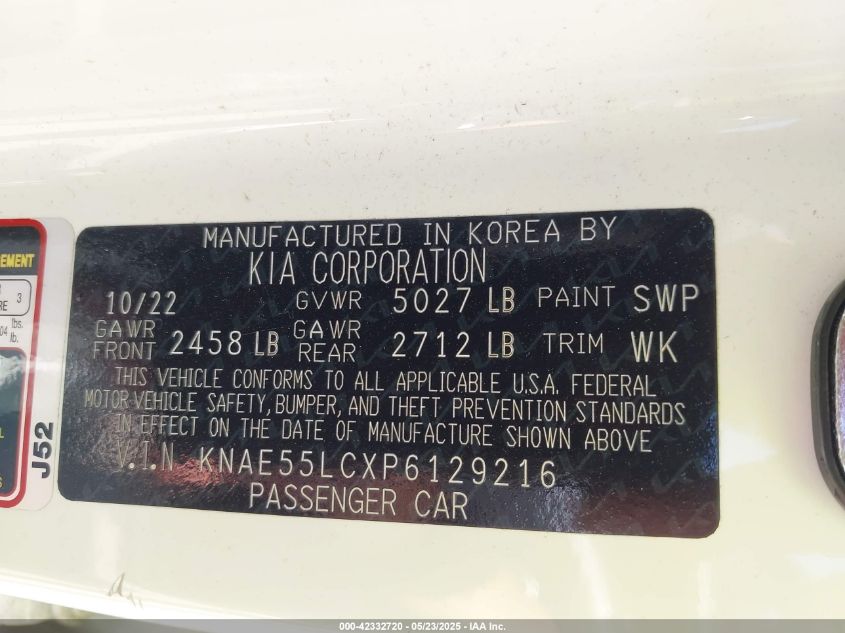 MANUFACTURED IN KOREA BY
KIA CORPORATION
10/22 GVWR 5027 LB PAINT SWP
GAWR FRONT 2458 LB GAWR REAR 2712 LB TRIM WK
THIS VEHICLE CONFORMS TO ALL APPLICABLE U.S.A. FEDERAL
MOTOR VEHICLE SAFETY, BUMPER, AND THEFT PREVENTION STANDARDS
IN EFFECT ON THE DATE OF MANUFACTURE SHOWN ABOVE
V.I.N KNAE55LCXP6129216
PASSENGER CAR
J52
3
lbs.
lb.
000-42332720 - 05/23/2025 - IAA Inc.